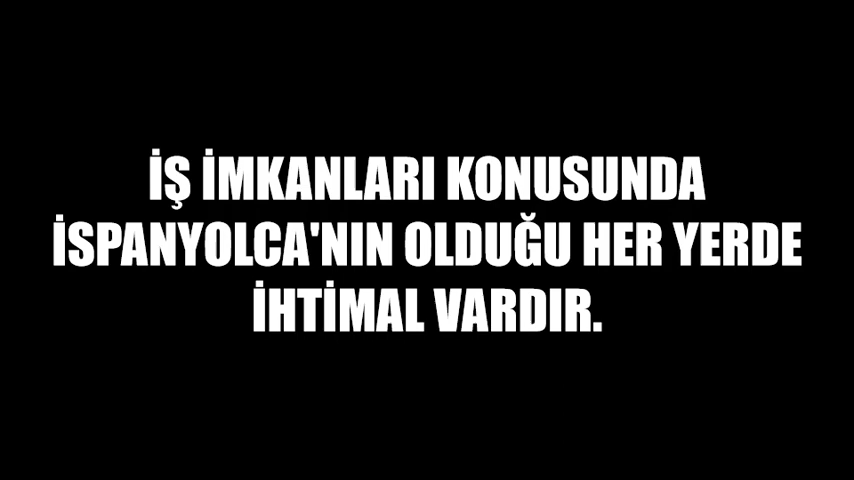 İŞ İMKANLARI KONUSUNDA
İSPANYOLCA'NIN OLDUĞU HER YERDE
İHTİMAL VARDIR.